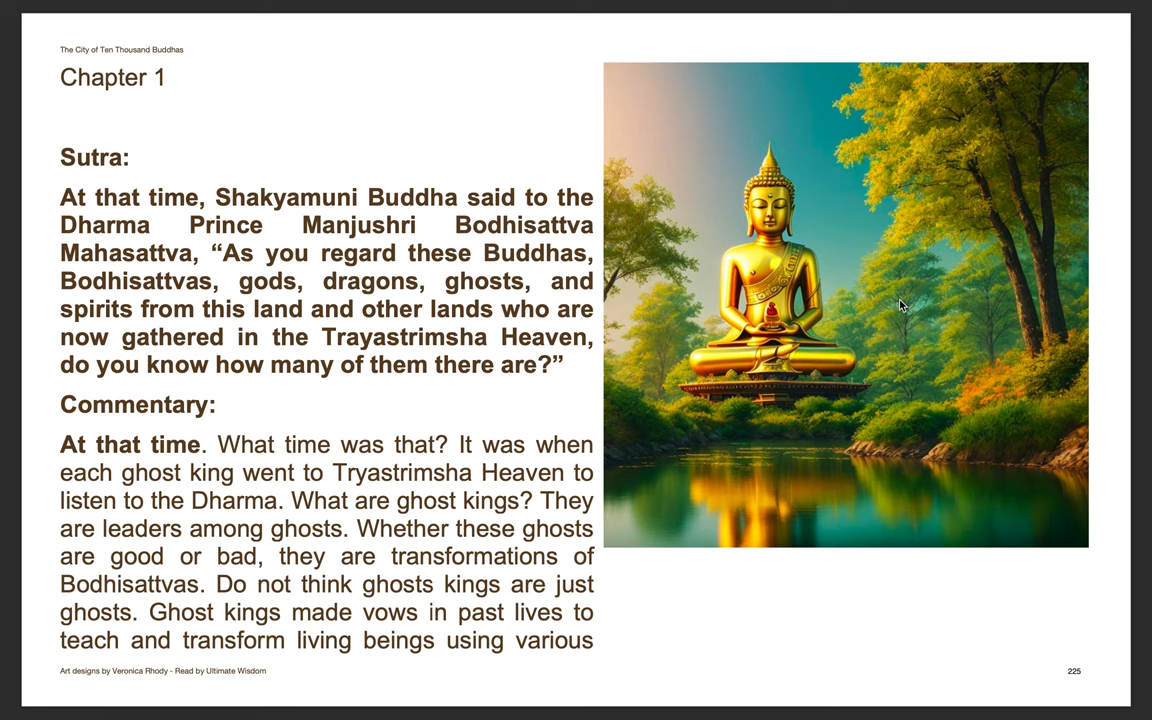 The City of Ten Thousand Buddhas
Chapter 1
Sutra:
At that time, Shakyamuni Buddha said to the
Dharma Prince Manjushri Bodhisattva
Mahasattva, “As you regard these Buddhas,
Bodhisattvas, gods, dragons, ghosts, and
spirits from this land and other lands who are
now gathered in the Trayastrimsha Heaven,
do you know how many of them there are?”
Commentary:
At that time. What time was that? It was when
each ghost king went to Tryastrimsha Heaven to
listen to the Dharma. What are ghost kings? They
are leaders among ghosts. Whether these ghosts
are good or bad, they are transformations of
Bodhisattvas. Do not think ghosts kings are just
ghosts. Ghost kings made vows in past lives to
teach and transform living beings using various
Art designs by Veronica Rhody - Read by Ultimate Wisdom
225